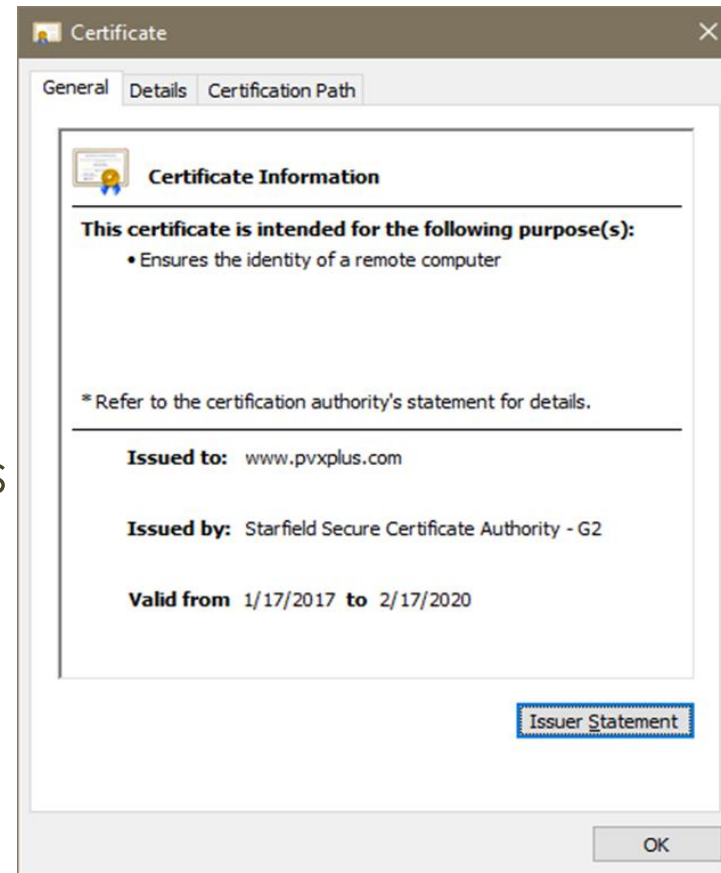 Certificate
General Details Certification Path
Certificate Information
This certificate is intended for the following purpose(s):
• Ensures the identity of a remote computer
* Refer to the certification authority's statement for details.
Issued to: www.pvxplus.com
s
Issued by: Starfield Secure Certificate Authority - G2
Valid from 1/17/2017 to 2/17/2020
Issuer Statement
OK